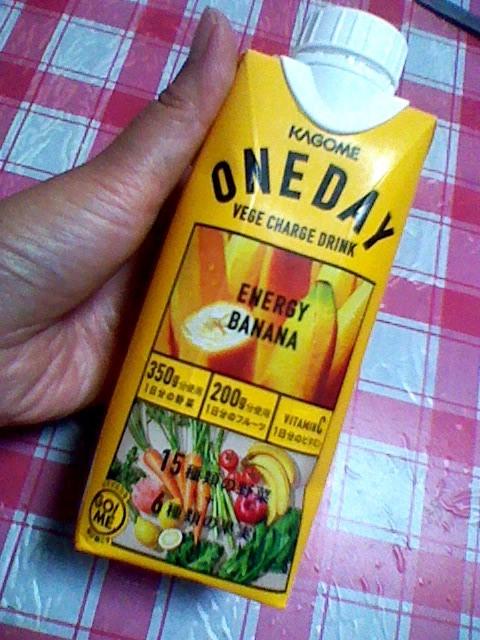 KAGOME
ONEDAY
VEGE CHARGE DRINK
ENERGY
BANANA
350g分使用
1日分の野菜
200g分使用
1日分のフルーツ
VITAMIN C
1日分のビタミンC
15種類の野菜
6種類の果実
GO!
ME.